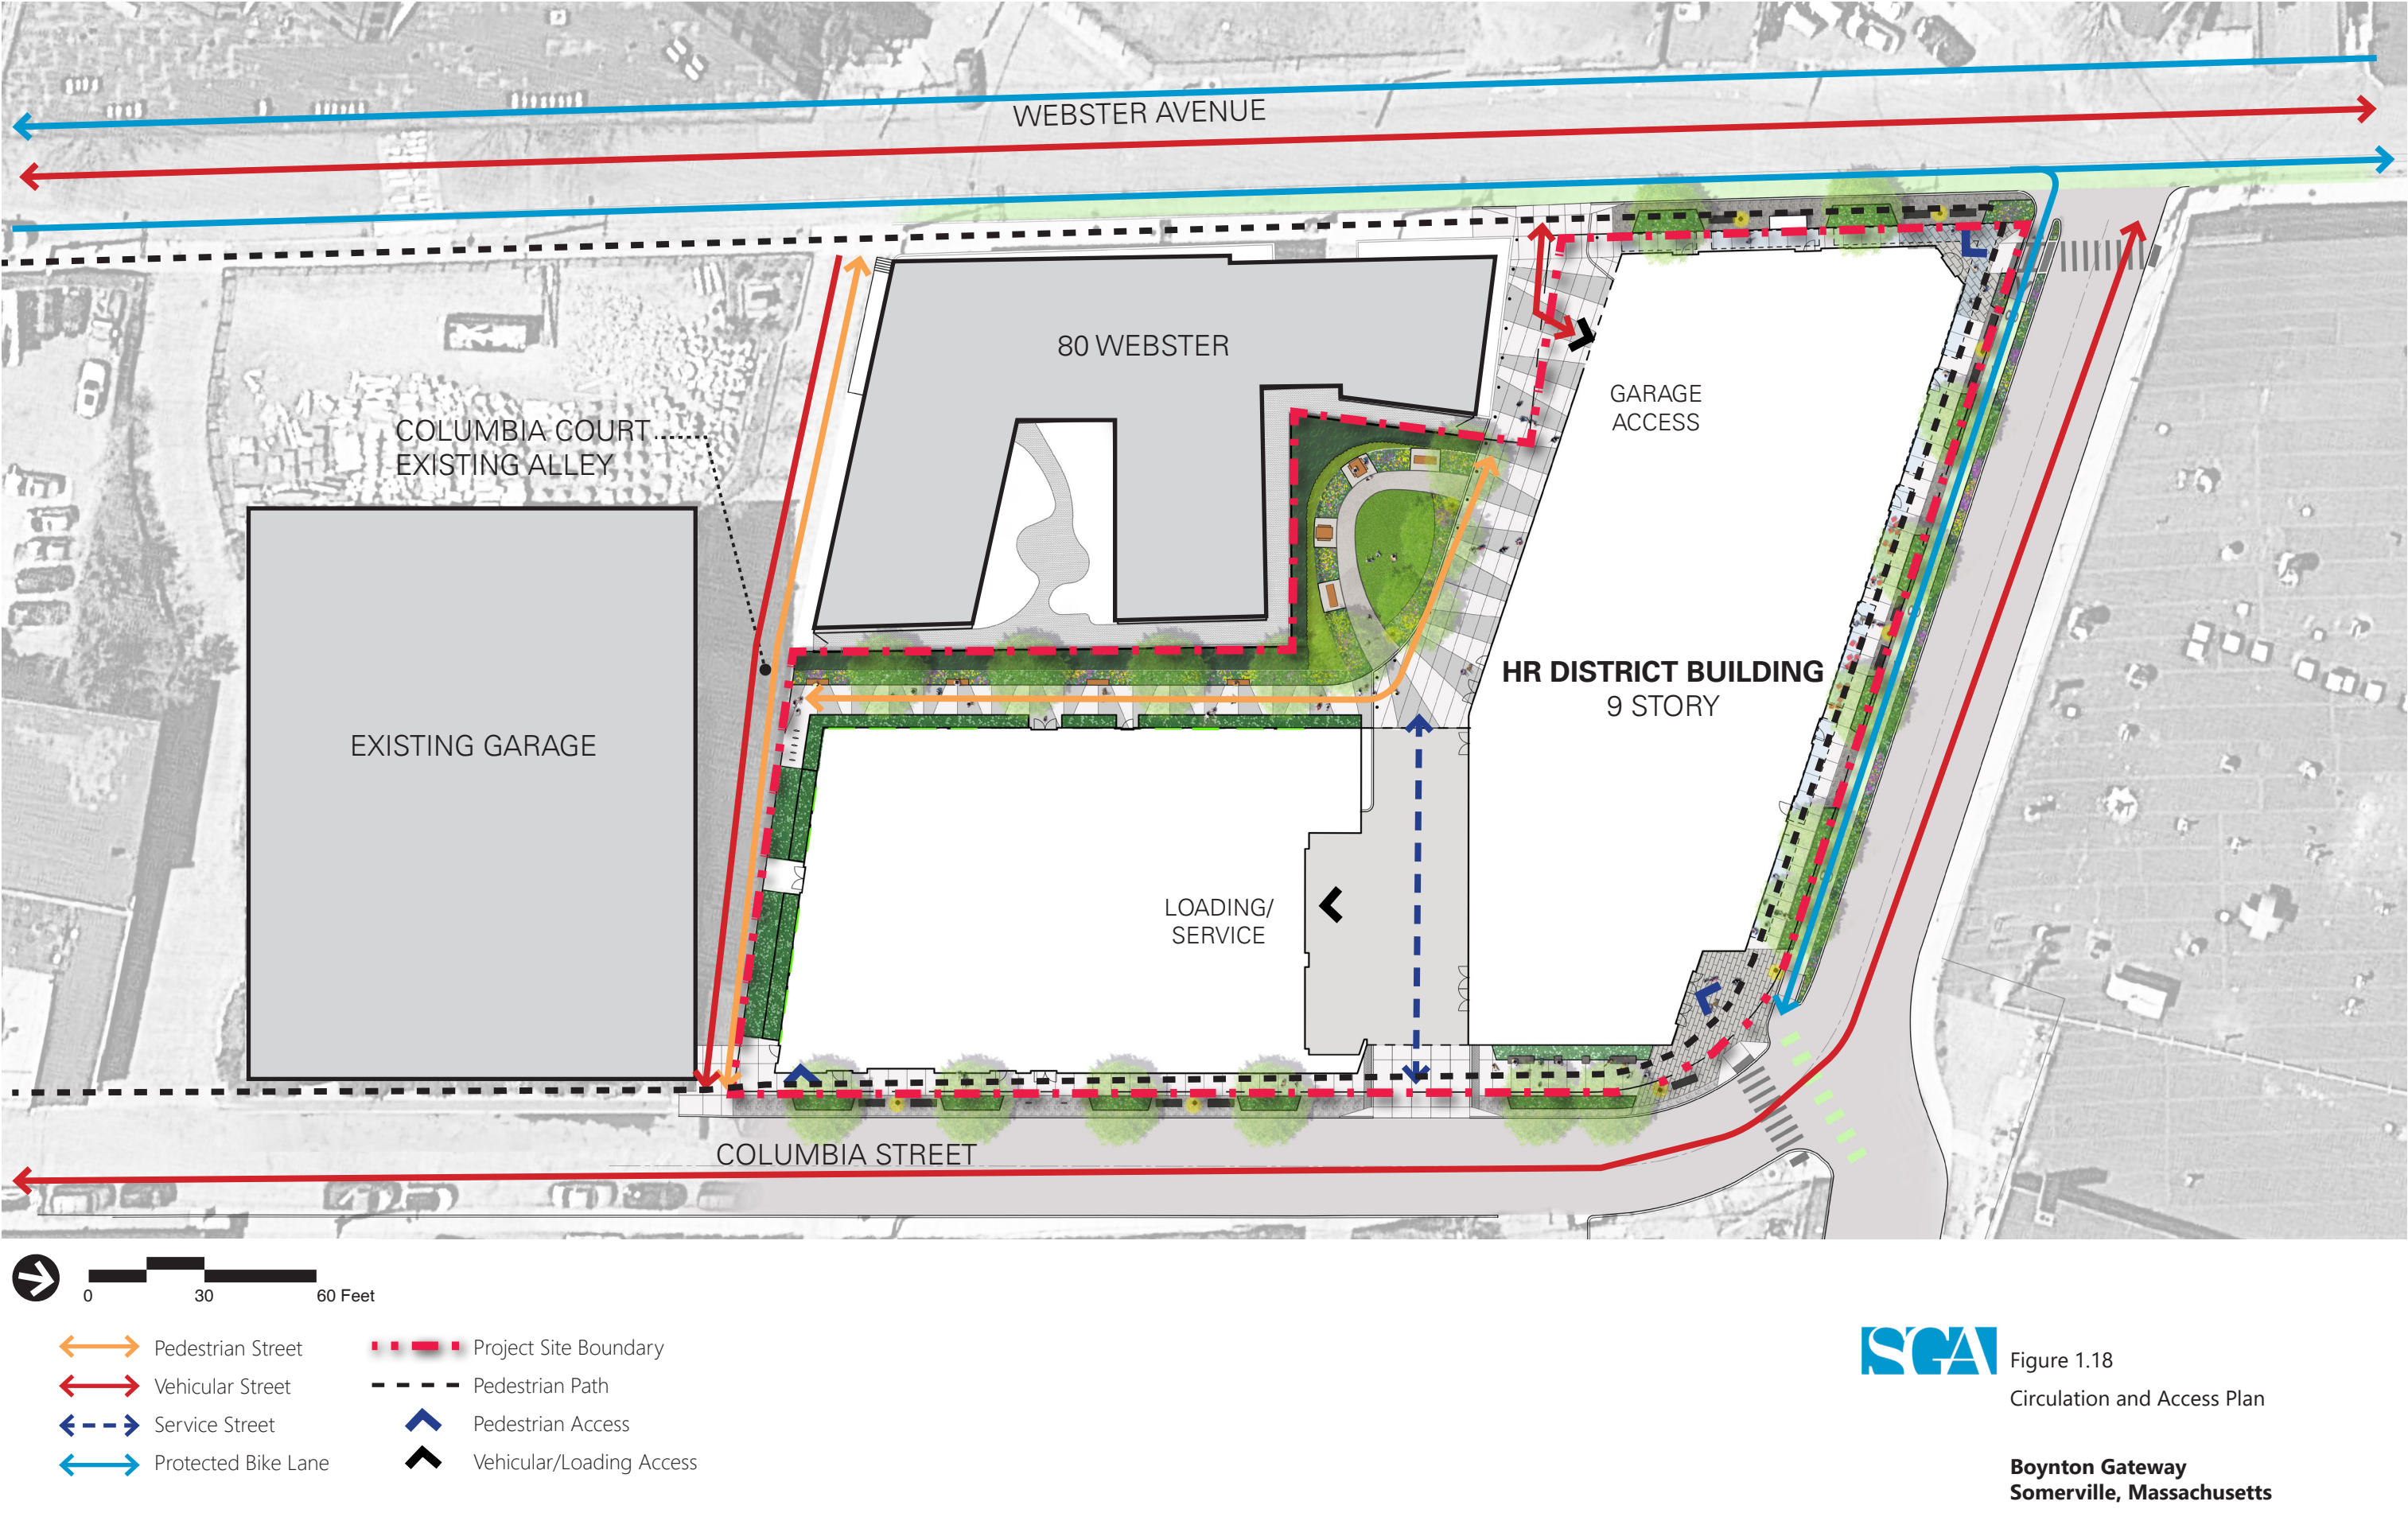 WEBSTER AVENUE
80 WEBSTER
GARAGE
ACCESS
COLUMBIA COURT
EXISTING ALLEY
HR DISTRICT BUILDING
9 STORY
EXISTING GARAGE
LOADING/
SERVICE
COLUMBIA STREET
0 30 60 Feet
Pedestrian Street
Vehicular Street
Service Street
Protected Bike Lane
Project Site Boundary
Pedestrian Path
Pedestrian Access
Vehicular/Loading Access
SGA
Figure 1.18
Circulation and Access Plan
Boynton Gateway
Somerville, Massachusetts